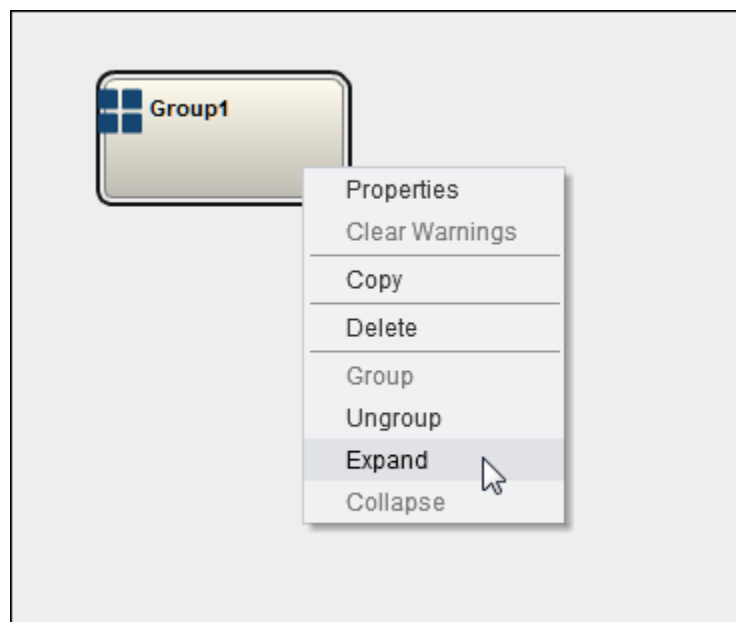 Group1
Properties
Clear Warnings
Copy
Delete
Group
Ungroup
Expand
Collapse